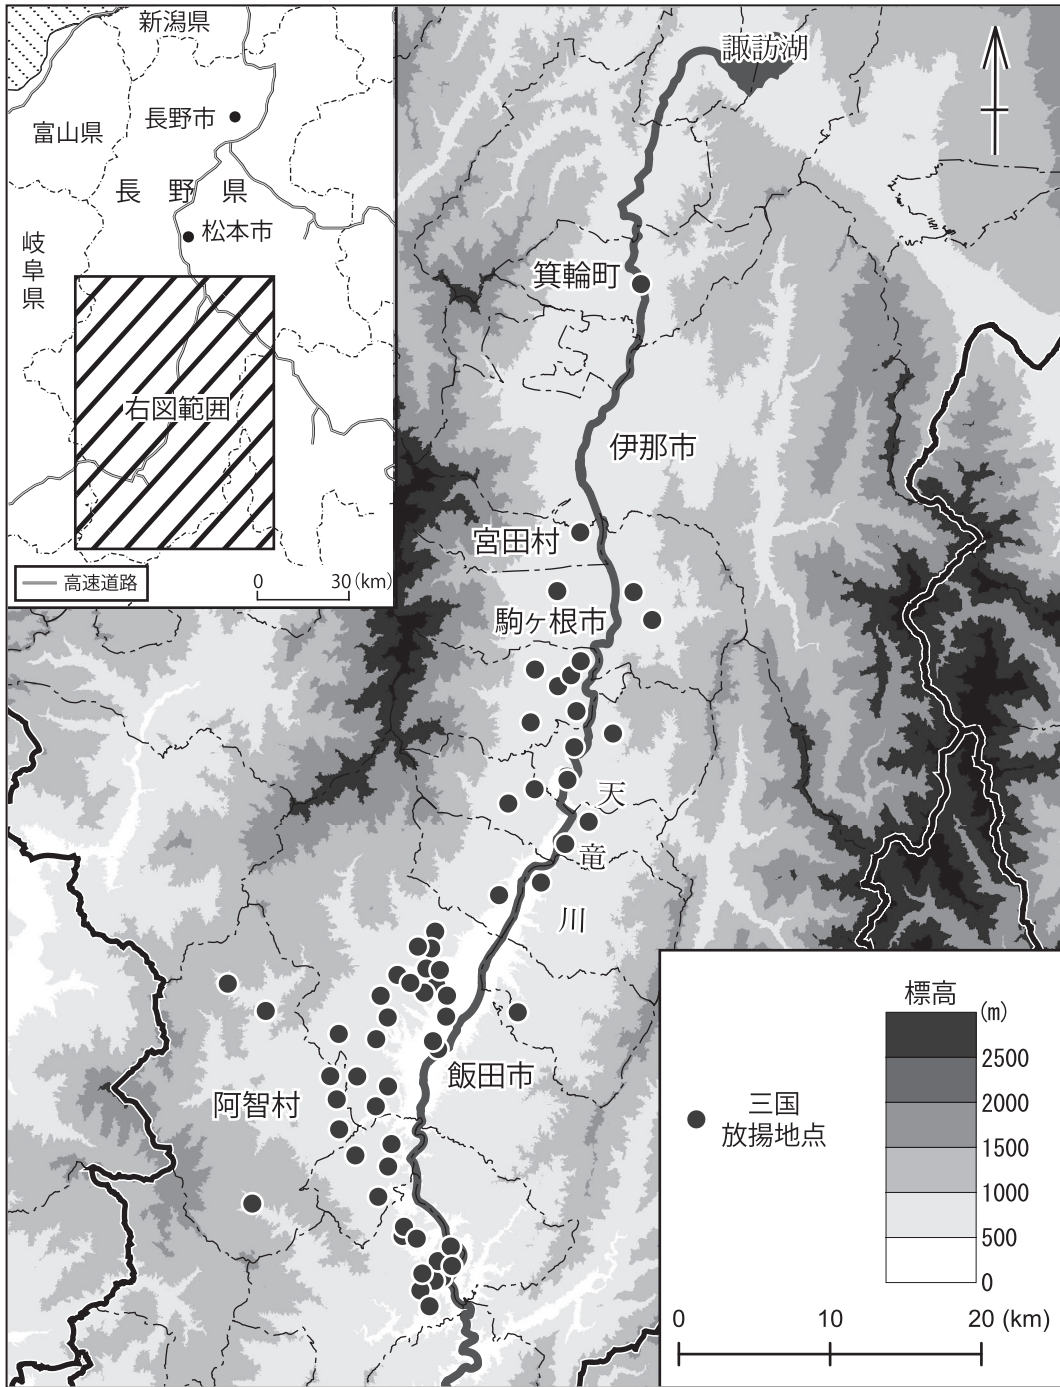 新潟県
長野市
富山県
長野県
松本市
岐阜県
右図範囲
高速道路
0 30(km)
諏訪湖
箕輪町
伊那市
宮田村
駒ヶ根市
天竜川
飯田市
阿智村
三国
放揚地点
標高
(m)
2500
2000
1500
1000
500
0
0 10 20 (km)